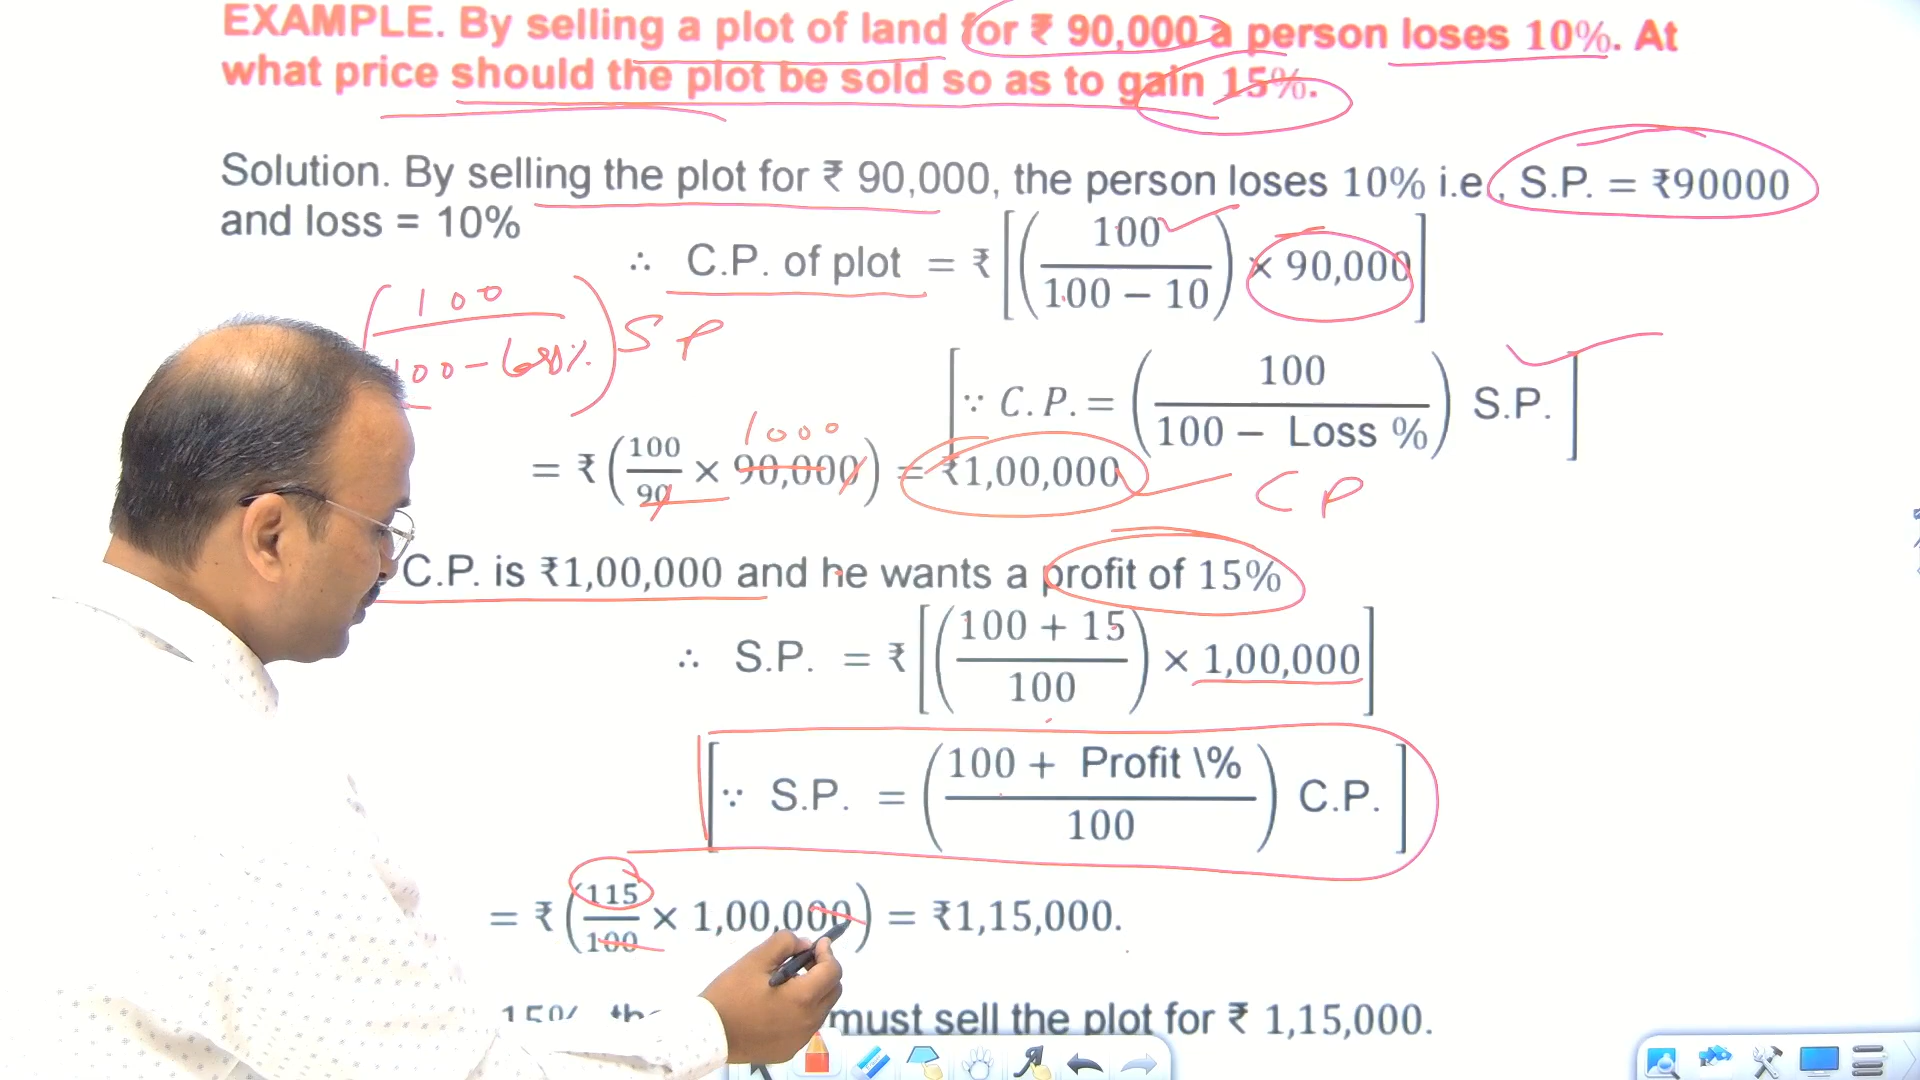 EXAMPLE. By selling a plot of land for ₹ 90,000 a person loses 10%. At
what price should the plot be sold so as to gain 15%.
Solution. By selling the plot for ₹ 90,000, the person loses 10% i.e., S.P. = ₹90000
and loss = 10%
∴ C.P. of plot = ₹ [(100/(100 − 10)) × 90,000]
(100/100 - loss%) SP
[∵ C.P. = (100/(100 − Loss %)) S.P.]
1000
= ₹ (100/90 × 90,000) = ₹1,00,000
CP
C.P. is ₹1,00,000 and he wants a profit of 15%
∴ S.P. = ₹ [((100 + 15)/100) × 1,00,000]
[∵ S.P. = ((100 + Profit \%)/100) C.P.]
= ₹ (115/100 × 1,00,000) = ₹1,15,000.
15% must sell the plot for ₹ 1,15,000.